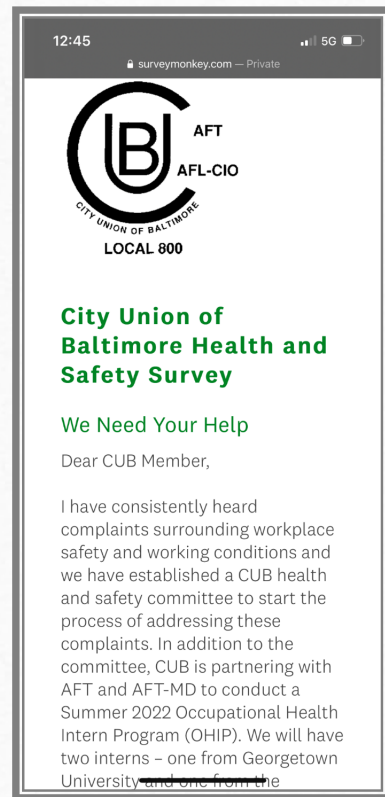 12:45
5G
surveymonkey.com — Private
CUB
AFT
AFL-CIO
CITY UNION OF BALTIMORE
LOCAL 800
City Union of
Baltimore Health and
Safety Survey
We Need Your Help
Dear CUB Member,
I have consistently heard
complaints surrounding workplace
safety and working conditions and
we have established a CUB health
and safety committee to start the
process of addressing these
complaints. In addition to the
committee, CUB is partnering with
AFT and AFT-MD to conduct a
Summer 2022 Occupational Health
Intern Program (OHIP). We will have
two interns – one from Georgetown
University and one from the